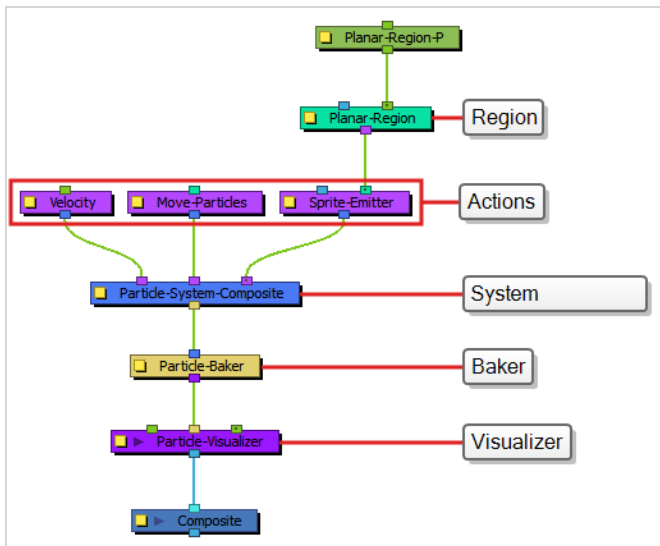 Planar-Region-P
Planar-Region
Region
Velocity
Move-Particles
Sprite-Emitter
Actions
Particle-System-Composite
System
Particle-Baker
Baker
Particle-Visualizer
Visualizer
Composite